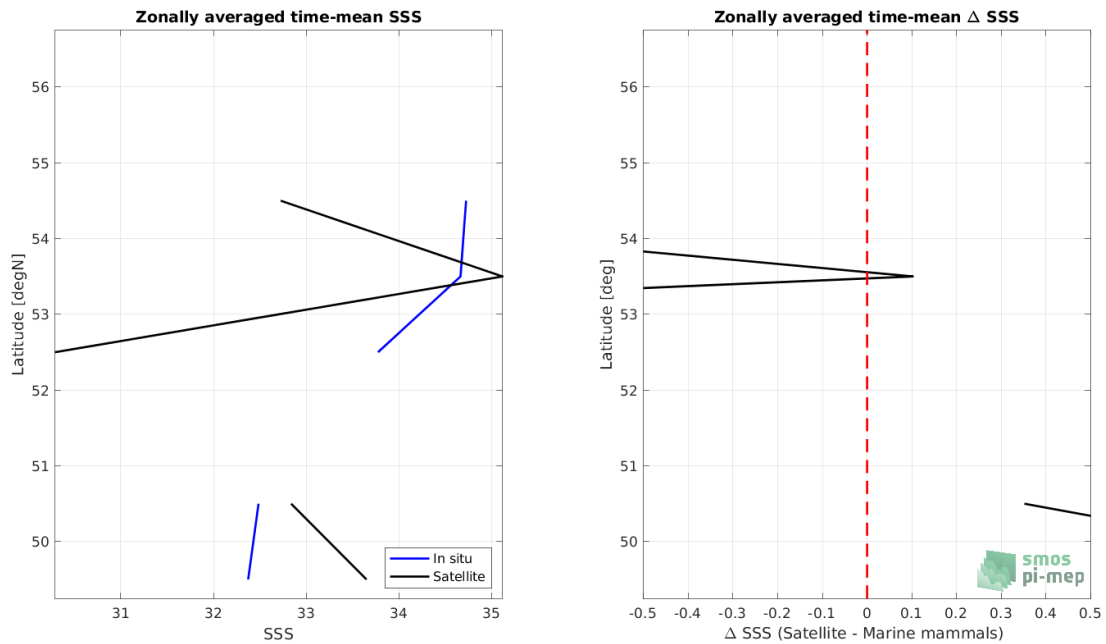 Zonally averaged time-mean SSS
56
55
54
53
52
51
50
Latitude [degN]
31 32 33 34 35
SSS
In situ
Satellite
Zonally averaged time-mean Δ SSS
56
55
54
53
52
51
50
Latitude [deg]
-0.5 -0.4 -0.3 -0.2 -0.1 0 0.1 0.2 0.3 0.4 0.5
Δ SSS (Satellite - Marine mammals)
smos
pi-mep